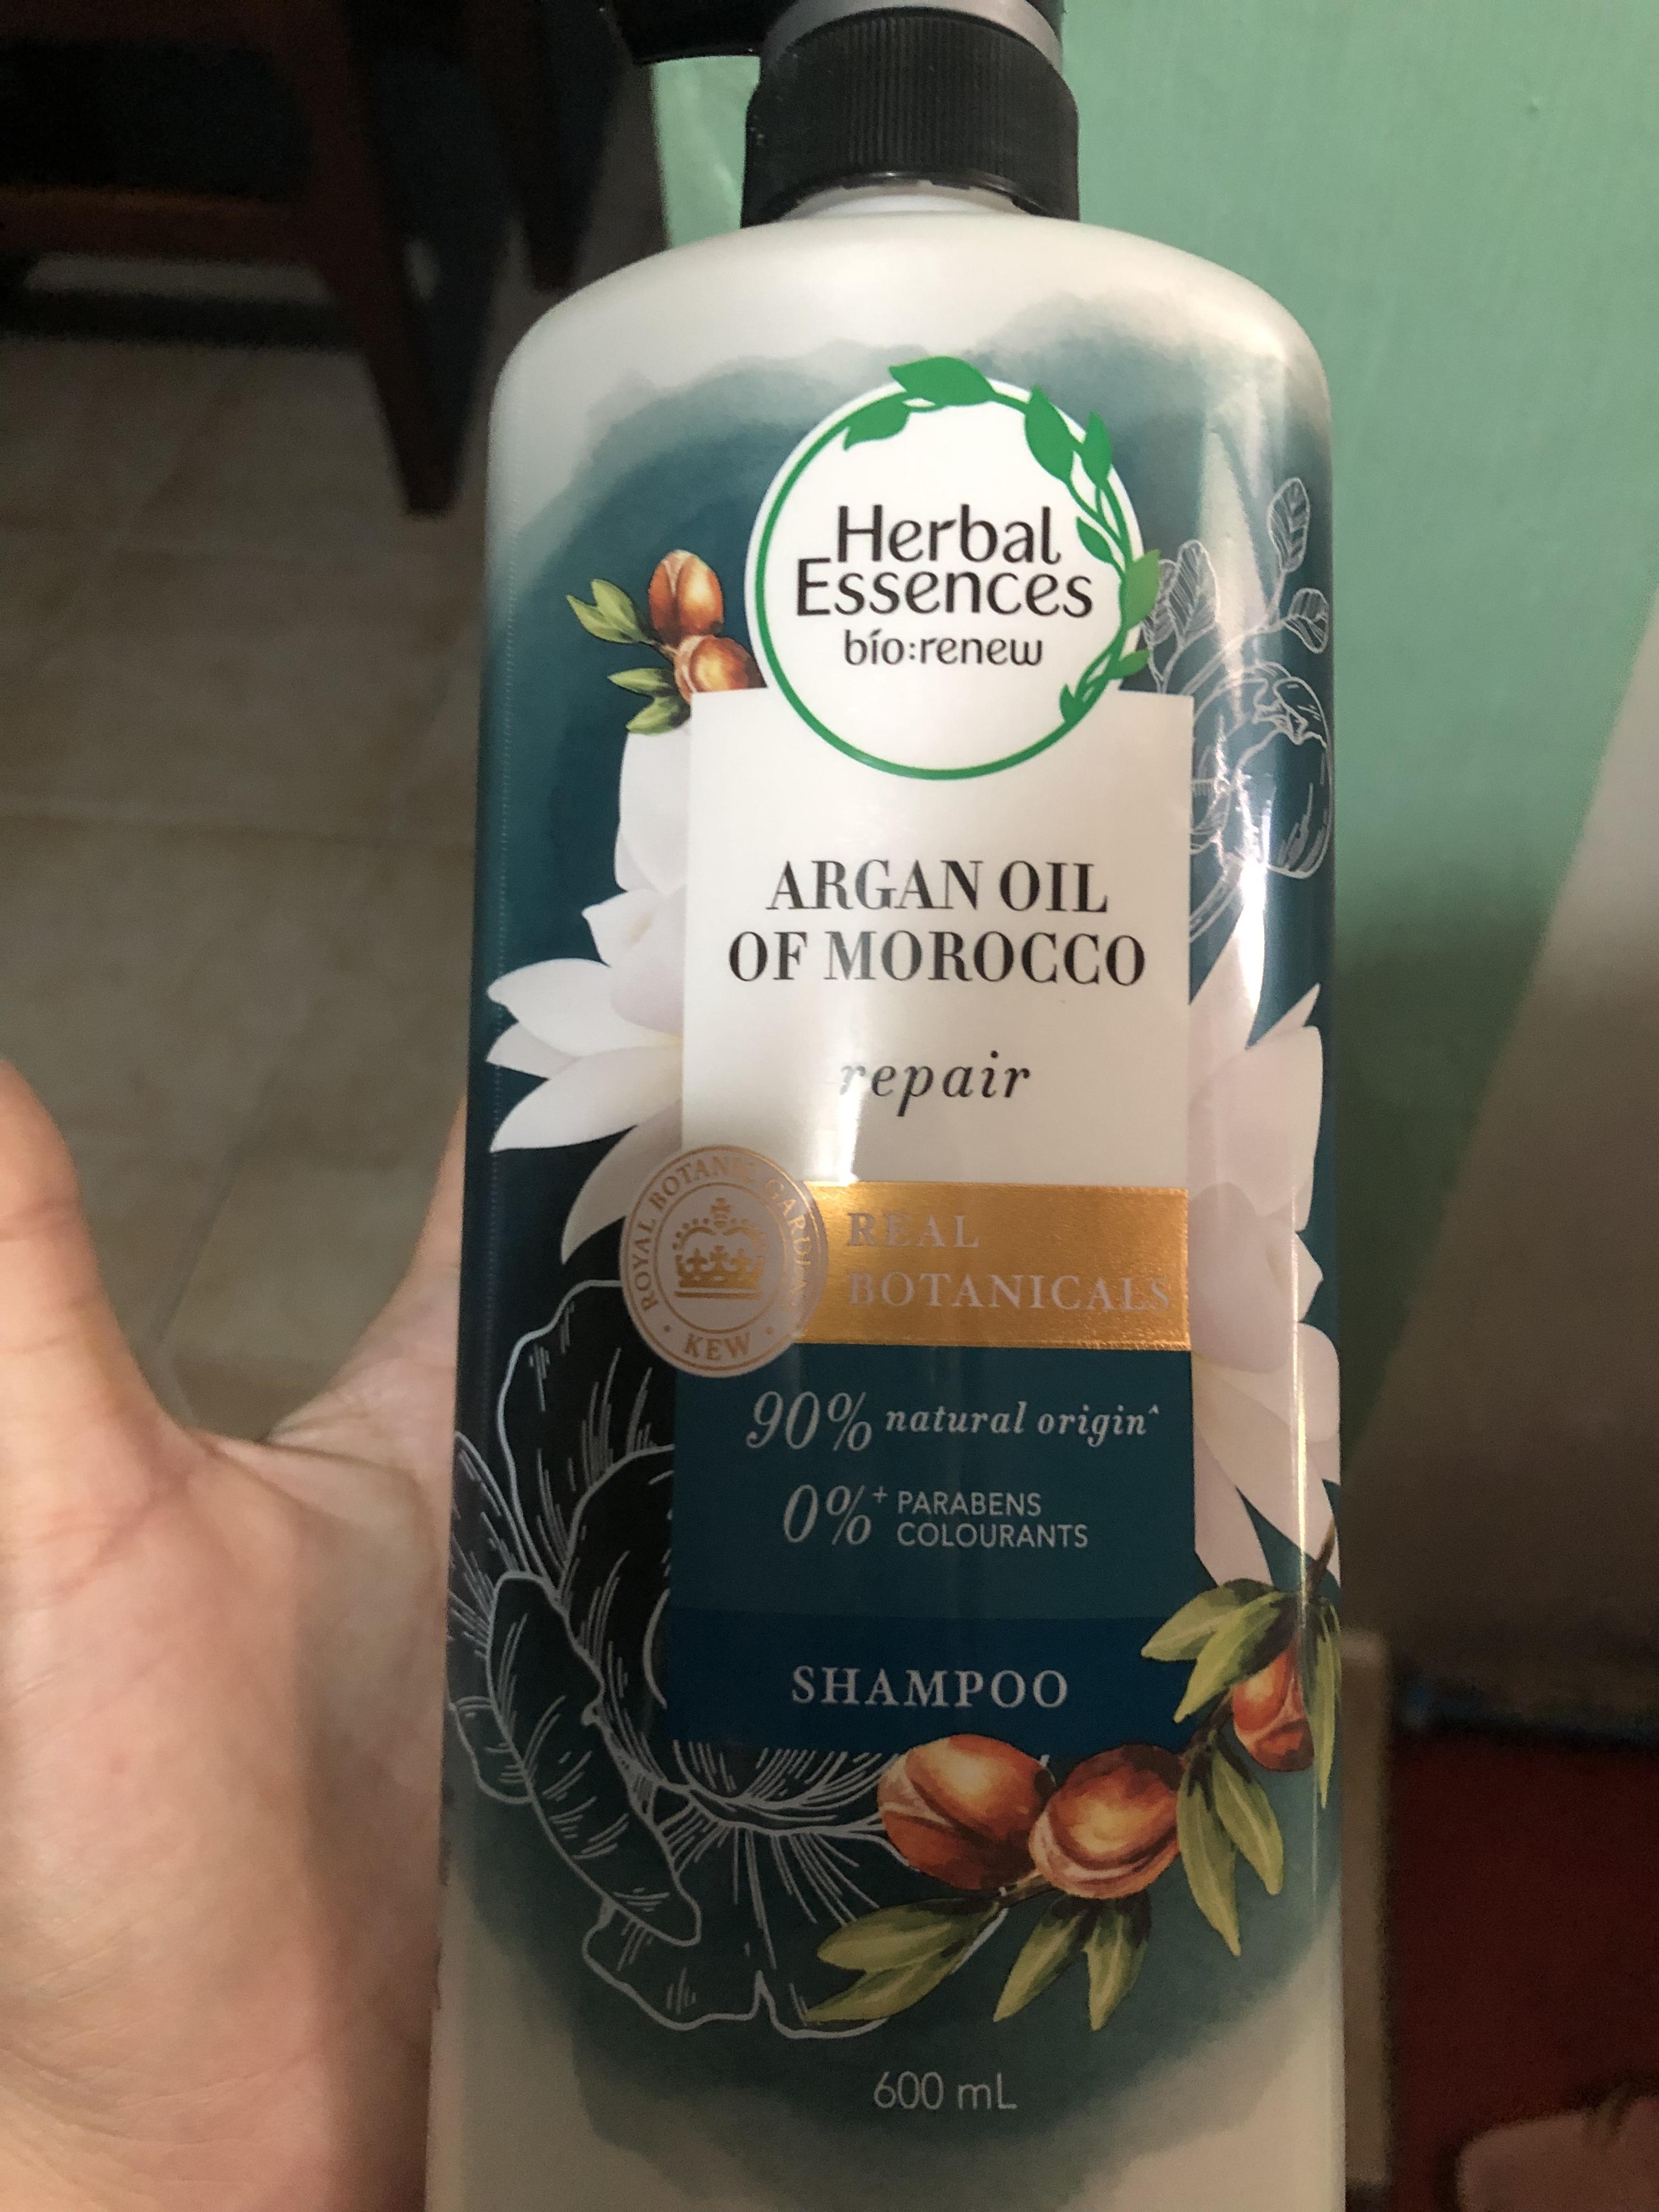 Herbal
Essences
bío:renew
ARGAN OIL
OF MOROCCO
repair
ROYAL BOTANIC GARDENS
KEW
REAL
BOTANICALS
90% natural origin^
0%+ PARABENS
COLOURANTS
SHAMPOO
600 mL